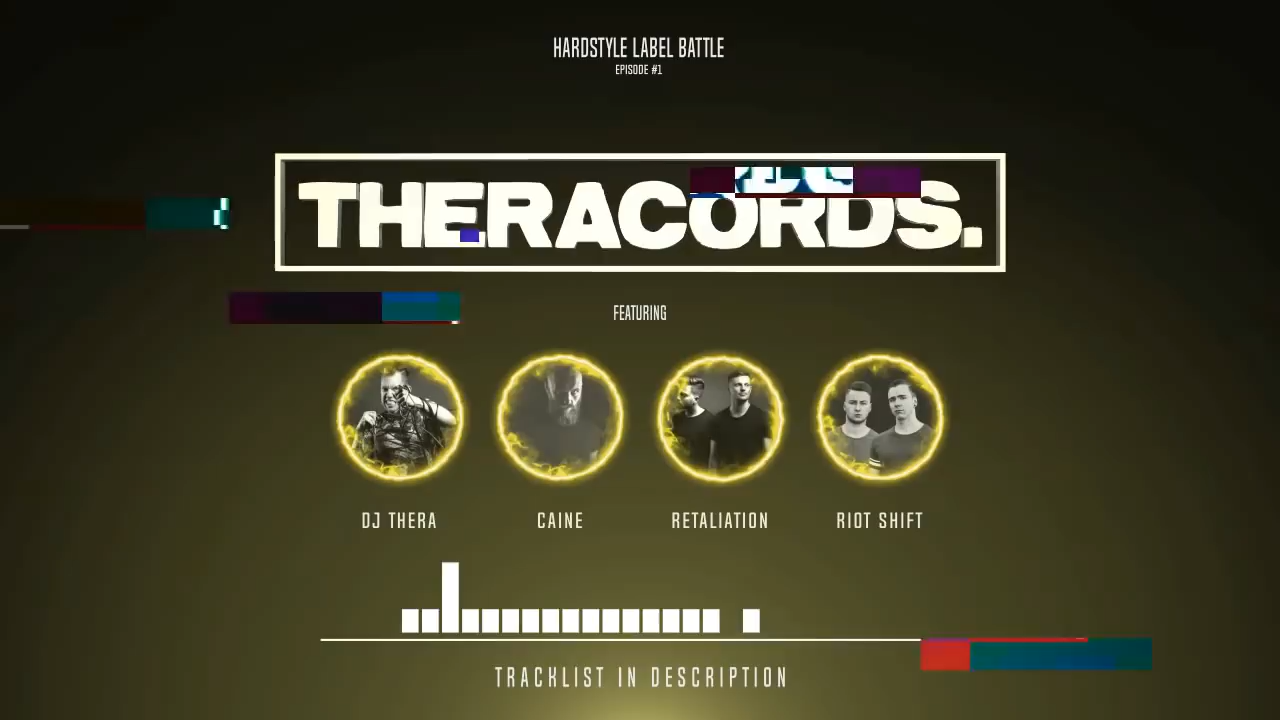 HARDSTYLE LABEL BATTLE
EPISODE #1
THERACORDS.
FEATURING
DJ THERA
CAINE
RETALIATION
RIOT SHIFT
TRACKLIST IN DESCRIPTION